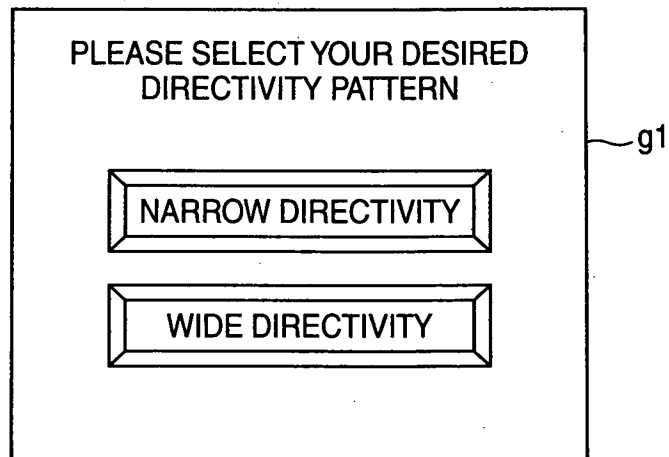 PLEASE SELECT YOUR DESIRED
DIRECTIVITY PATTERN
g1
NARROW DIRECTIVITY
WIDE DIRECTIVITY